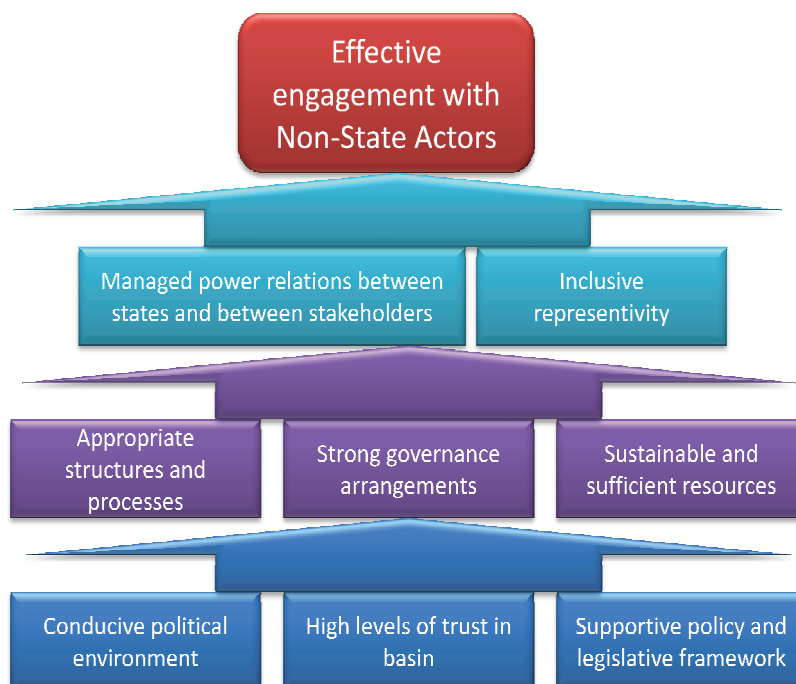 Effective
engagement with
Non-State Actors
Managed power relations between
states and between stakeholders
Inclusive
representivity
Appropriate
structures and
processes
Strong governance
arrangements
Sustainable and
sufficient resources
Conducive political
environment
High levels of trust in
basin
Supportive policy and
legislative framework